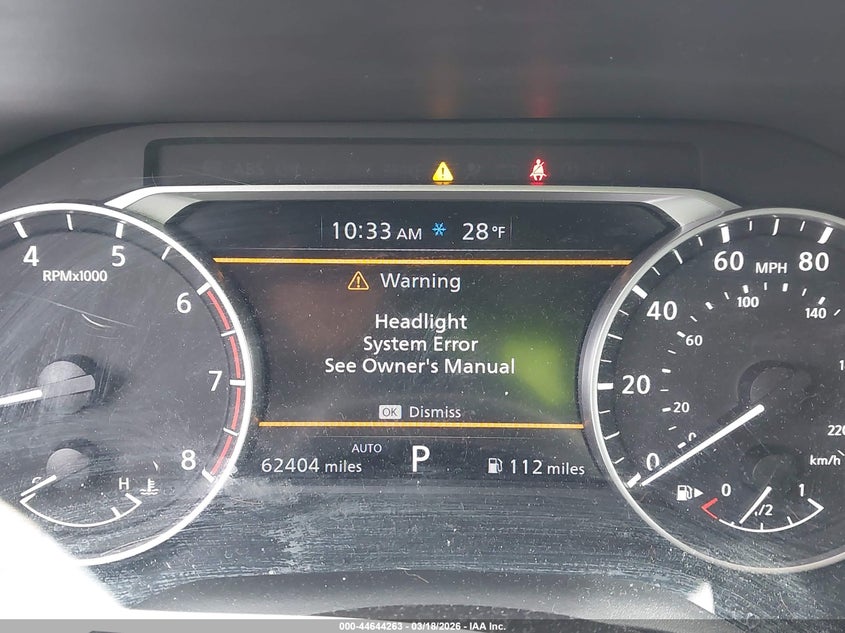 10:33 AM 28°F
Warning
Headlight
System Error
See Owner's Manual
OK Dismiss
AUTO
62404 miles P 112 miles
4 5 6 7 8
RPMx1000
C H
0 20 40 60 80
MPH
0 20 60 100 140 220
km/h
0 1/2 1
000-44644263 - 03/18/2026 - IAA Inc.